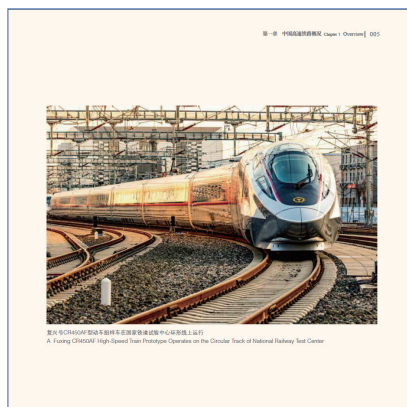 第一章 中国高速铁路概况 Chapter 1 Overview 005
复兴号CR450AF型动车组样车在国家铁道试验中心环形线上运行
A Fuxing CR450AF High-Speed Train Prototype Operates on the Circular Track of National Railway Test Center